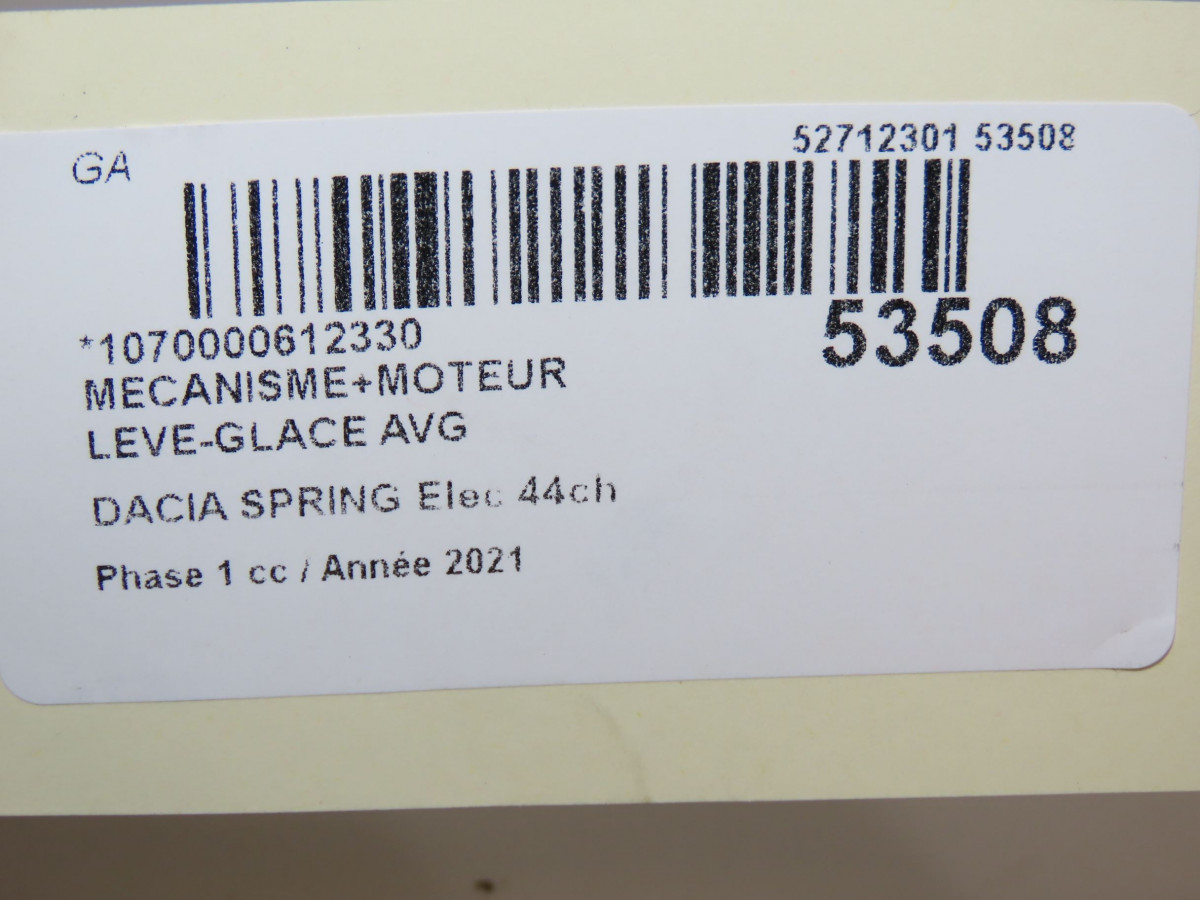 GA
52712301 53508
*1070000612330
53508
MECANISME+MOTEUR
LEVE-GLACE AVG
DACIA SPRING Elec 44ch
Phase 1 cc / Année 2021